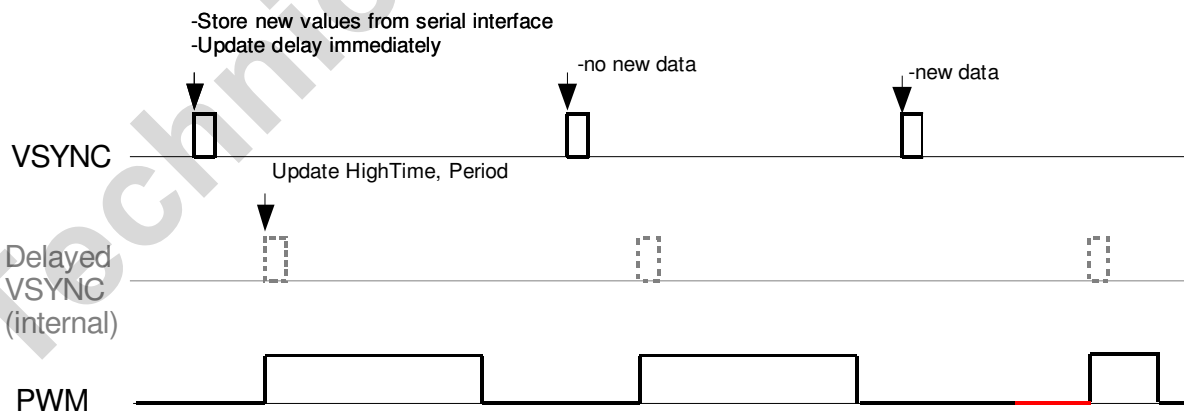 -Store new values from serial interface
-Update delay immediately
-no new data
-new data
VSYNC
Update HighTime, Period
Delayed
VSYNC
(internal)
PWM
Technic